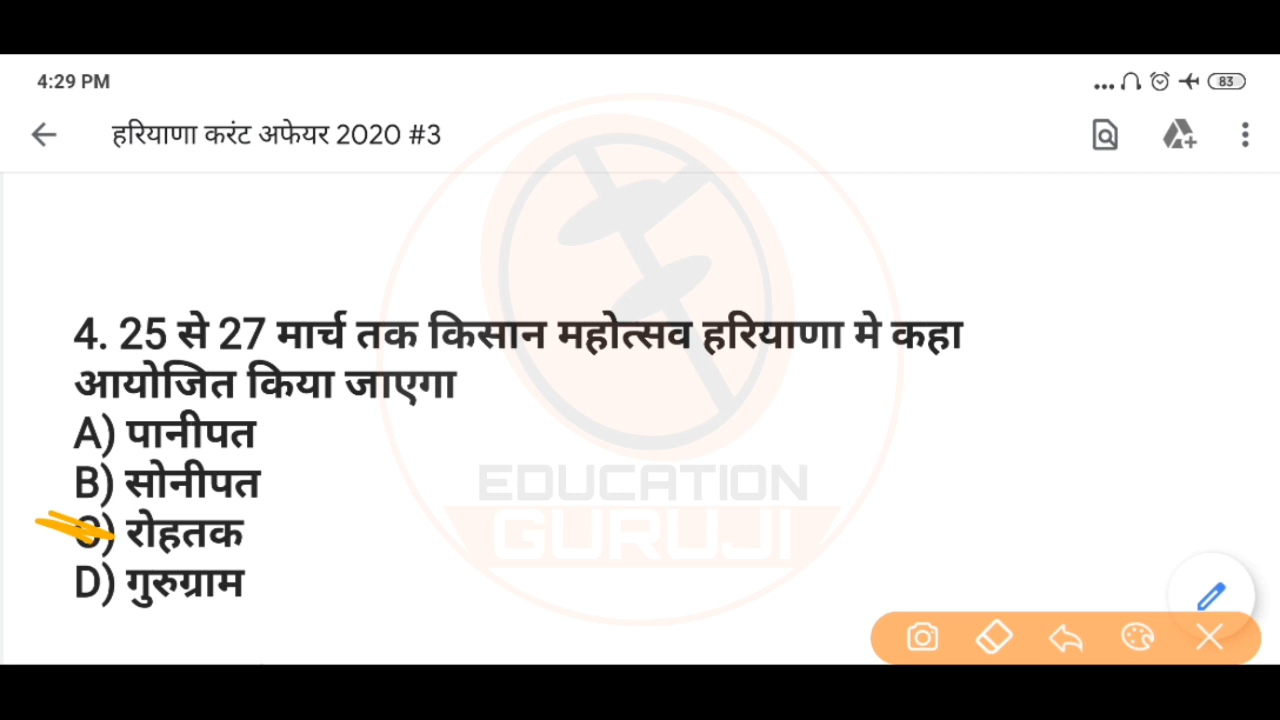 4:29 PM
83
हरियाणा करंट अफेयर 2020 #3
4. 25 से 27 मार्च तक किसान महोत्सव हरियाणा मे कहा
आयोजित किया जाएगा
A) पानीपत
B) सोनीपत
C) रोहतक
D) गुरुग्राम
EDUCATION
GURUJI